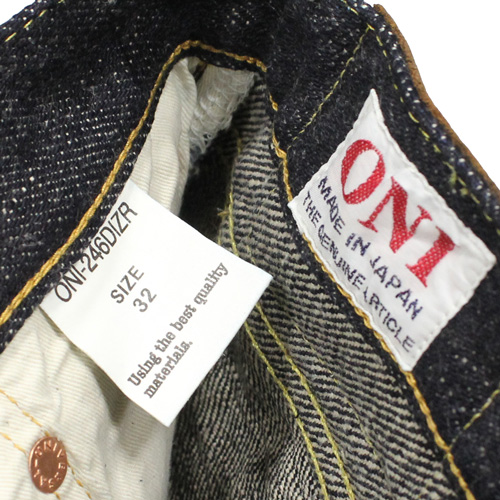 ONI-246DIZR
SIZE
32
Using the best quality
materials.
ONI
MADE IN JAPAN
THE GENUINE ARTICLE